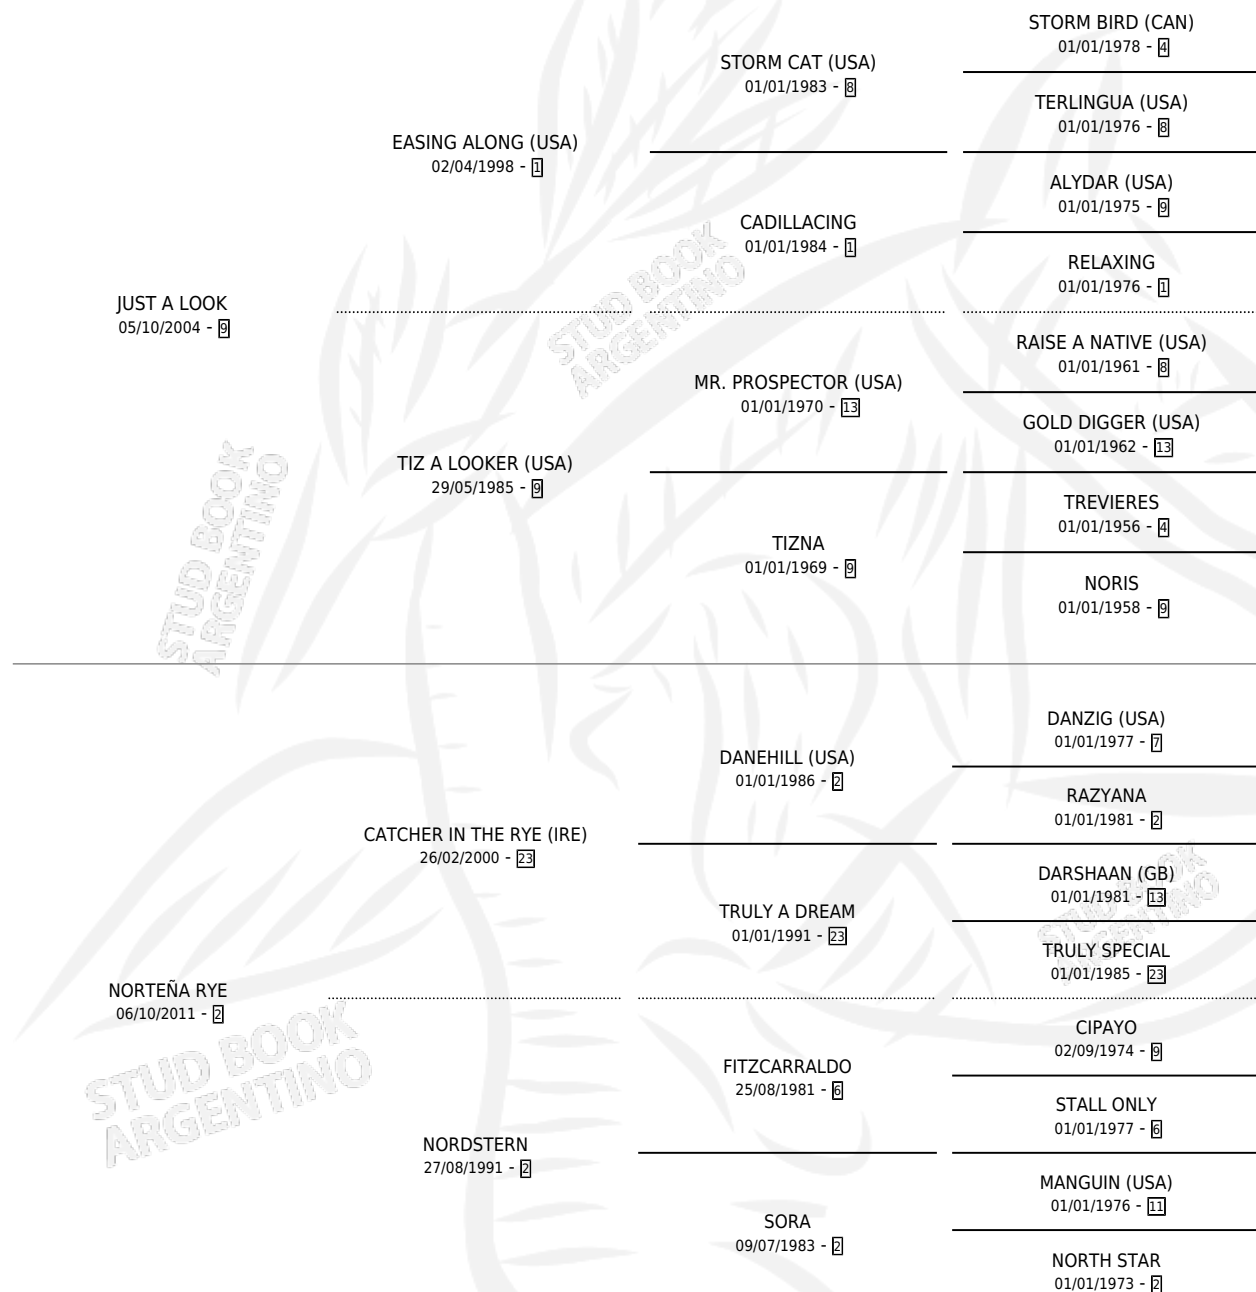 STORM BIRD (CAN)
01/01/1978 - 4
STORM CAT (USA)
01/01/1983 - 8
TERLINGUA (USA)
01/01/1976 - 8
EASING ALONG (USA)
02/04/1998 - 1
ALYDAR (USA)
01/01/1975 - 9
CADILLACING
01/01/1984 - 1
RELAXING
01/01/1976 - 1
JUST A LOOK
05/10/2004 - 9
RAISE A NATIVE (USA)
01/01/1961 - 8
MR. PROSPECTOR (USA)
01/01/1970 - 13
GOLD DIGGER (USA)
01/01/1962 - 13
TIZ A LOOKER (USA)
29/05/1985 - 9
TREVIERES
01/01/1956 - 4
TIZNA
01/01/1969 - 9
NORIS
01/01/1958 - 9
DANZIG (USA)
01/01/1977 - 7
DANEHILL (USA)
01/01/1986 - 2
RAZYANA
01/01/1981 - 2
CATCHER IN THE RYE (IRE)
26/02/2000 - 23
DARSHAAN (GB)
01/01/1981 - 13
TRULY A DREAM
01/01/1991 - 23
TRULY SPECIAL
01/01/1985 - 23
NORTEÑA RYE
06/10/2011 - 2
CIPAYO
02/09/1974 - 9
FITZCARRALDO
25/08/1981 - 6
STALL ONLY
01/01/1977 - 6
NORDSTERN
27/08/1991 - 2
MANGUIN (USA)
01/01/1976 - 11
SORA
09/07/1983 - 2
NORTH STAR
01/01/1973 - 2
STUD BOOK
ARGENTINO
STUD BOOK
ARGENTINO
STUD BOOK
ARGENTINO
STUD BOOK
ARGENTINO